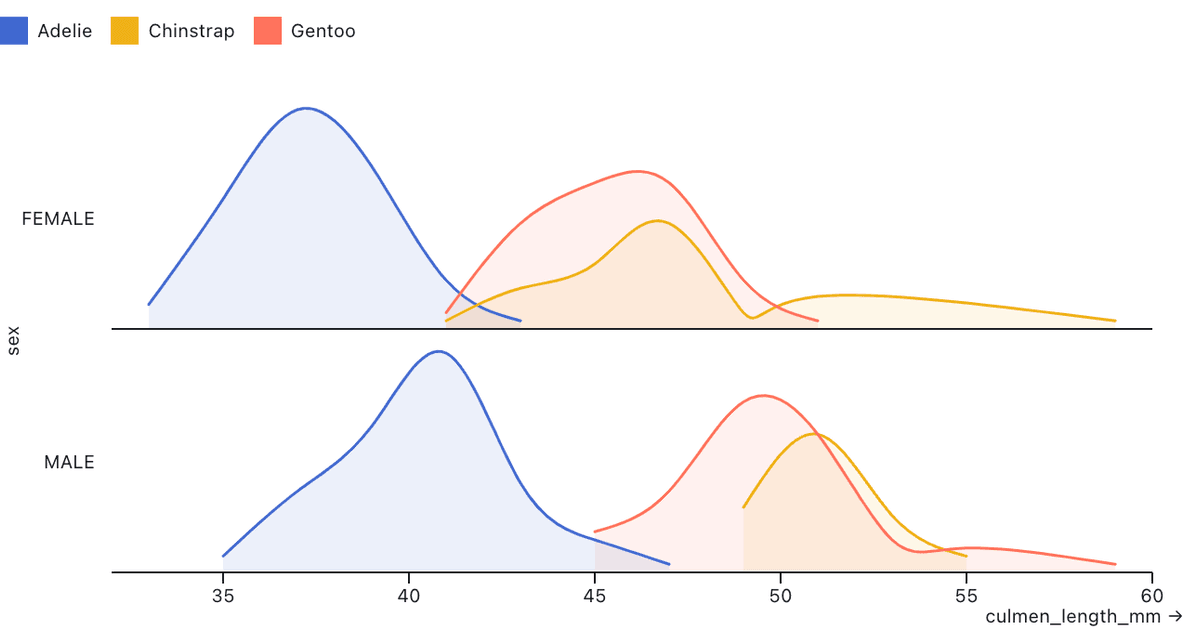 Adelie Chinstrap Gentoo
FEMALE
sex
MALE
35 40 45 50 55 60
culmen_length_mm →